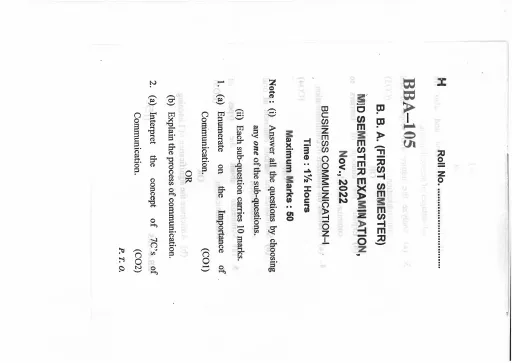 H Roll No. ........................
BBA–105
B. B. A. (FIRST SEMESTER)
MID SEMESTER EXAMINATION,
Nov., 2022
BUSINESS COMMUNICATION–I
Time : 1½ Hours
Maximum Marks : 50
Note : (i) Answer all the questions by choosing
any one of the sub-questions.
(ii) Each sub-question carries 10 marks.
1. (a) Enumerate on the Importance of
Communication. (CO1)
OR
(b) Explain the process of communication.
2. (a) Interpret the concept of 7C's of
Communication. (CO2)
P. T. O.